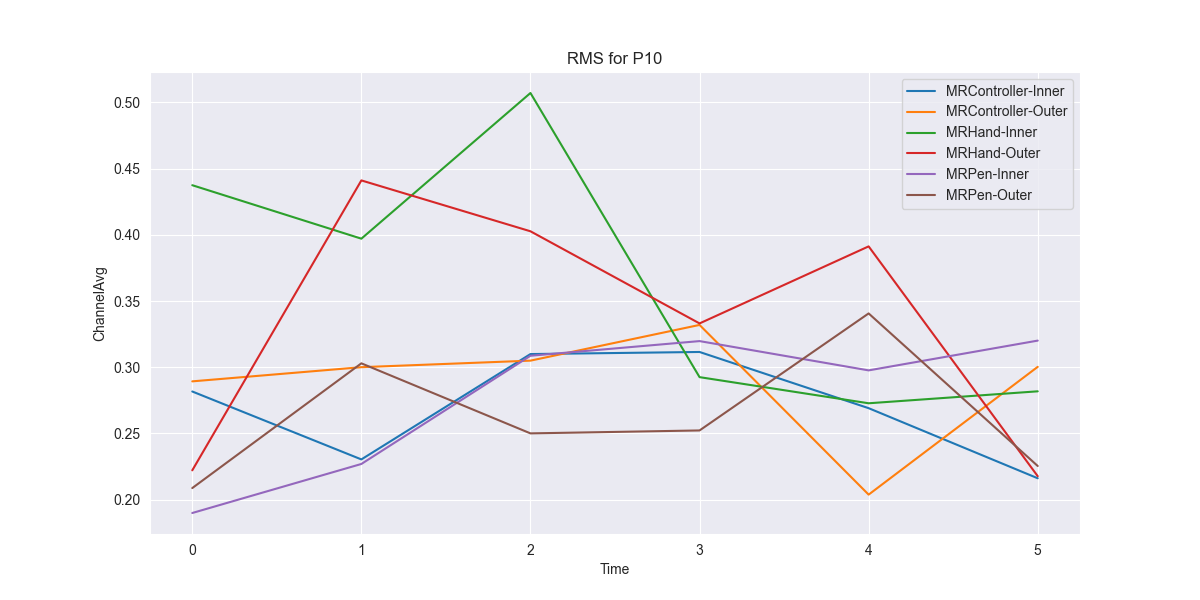 RMS for P10
MRController-Inner
MRController-Outer
MRHand-Inner
MRHand-Outer
MRPen-Inner
MRPen-Outer
ChannelAvg
0.50
0.45
0.40
0.35
0.30
0.25
0.20
0 1 2 3 4 5
Time